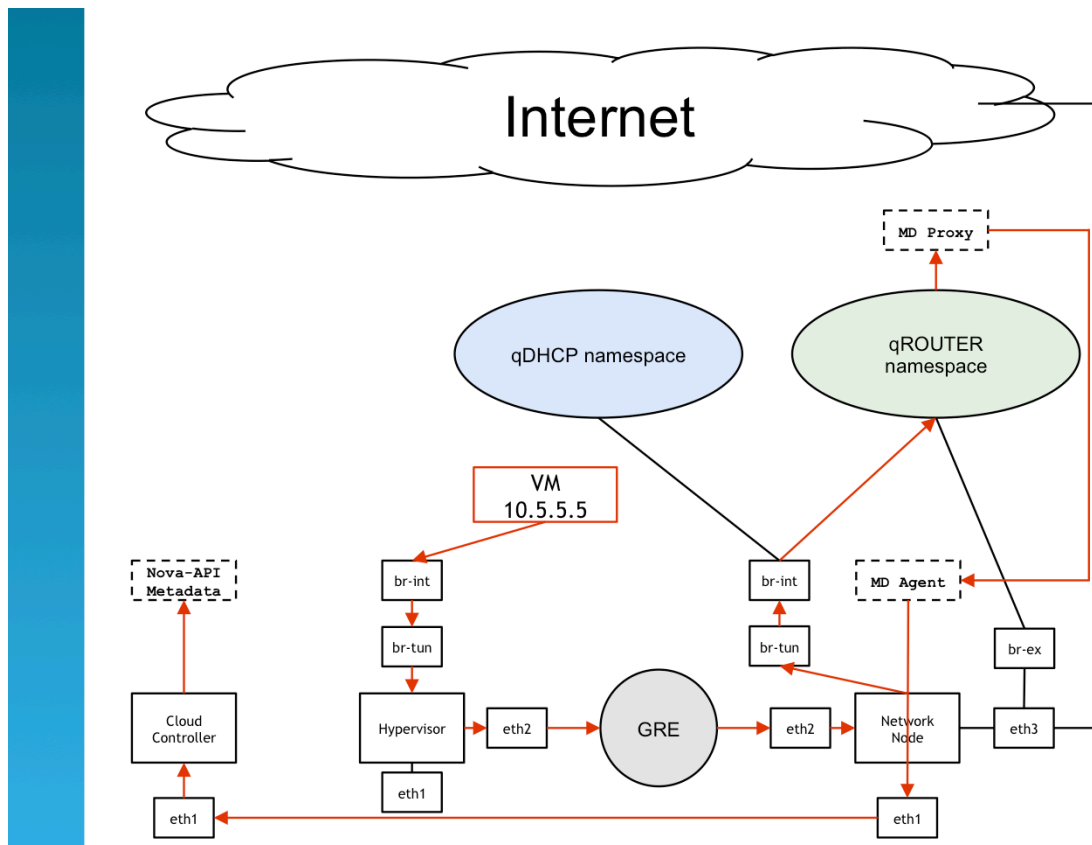 Internet
MD Proxy
qDHCP namespace
qROUTER
namespace
VM
10.5.5.5
Nova-API
Metadata
br-int
br-int
MD Agent
br-tun
br-tun
br-ex
Cloud
Controller
Hypervisor
eth2
GRE
eth2
Network
Node
eth3
eth1
eth1
eth1